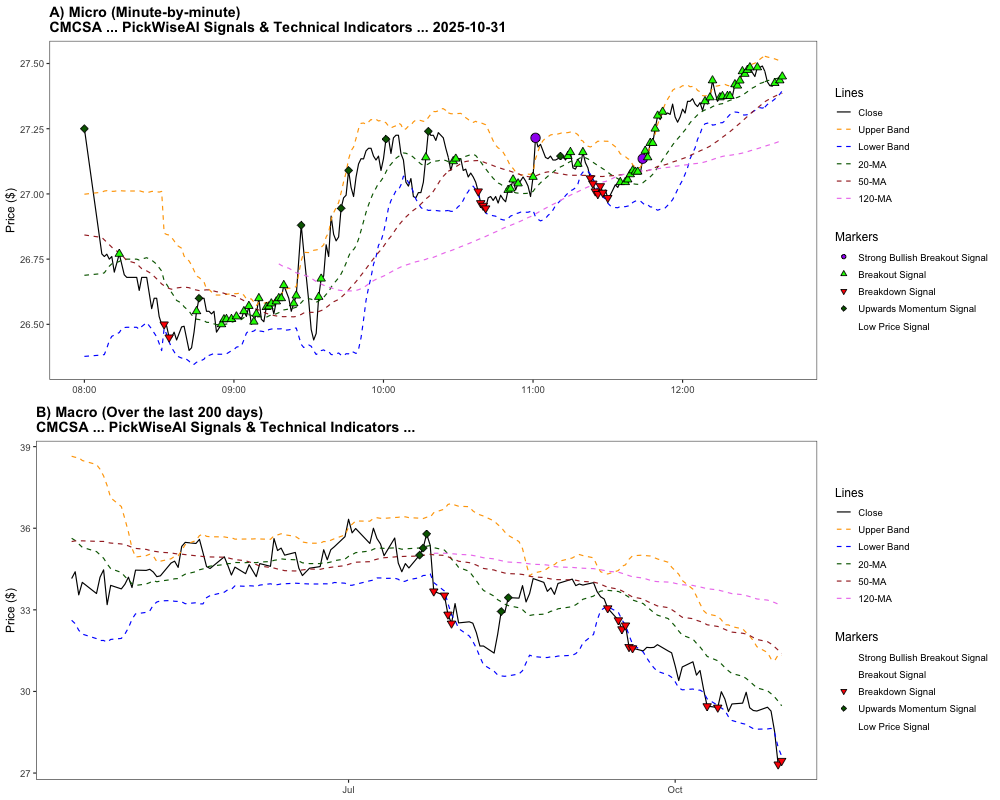 A) Micro (Minute-by-minute)
CMCSA ... PickWiseAI Signals & Technical Indicators ... 2025-10-31
Price ($)
27.50
27.25
27.00
26.75
26.50
08:00
09:00
10:00
11:00
12:00
Lines
Close
Upper Band
Lower Band
20-MA
50-MA
120-MA
Markers
Strong Bullish Breakout Signal
Breakout Signal
Breakdown Signal
Upwards Momentum Signal
Low Price Signal
B) Macro (Over the last 200 days)
CMCSA ... PickWiseAI Signals & Technical Indicators ...
Price ($)
39
36
33
30
27
Jul
Oct
Lines
Close
Upper Band
Lower Band
20-MA
50-MA
120-MA
Markers
Strong Bullish Breakout Signal
Breakout Signal
Breakdown Signal
Upwards Momentum Signal
Low Price Signal